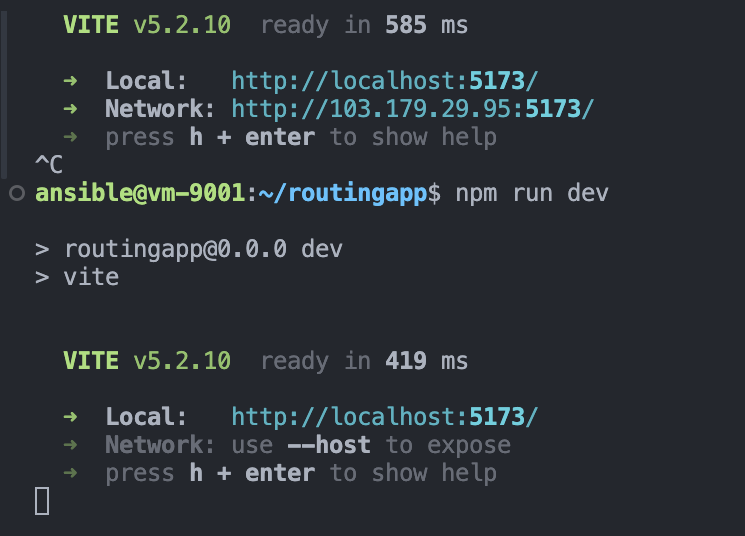 VITE v5.2.10 ready in 585 ms
➜ Local: http://localhost:5173/
➜ Network: http://103.179.29.95:5173/
➜ press h + enter to show help
^C
ansible@vm-9001:~/routingapp$ npm run dev
> routingapp@0.0.0 dev
> vite
VITE v5.2.10 ready in 419 ms
➜ Local: http://localhost:5173/
➜ Network: use --host to expose
➜ press h + enter to show help